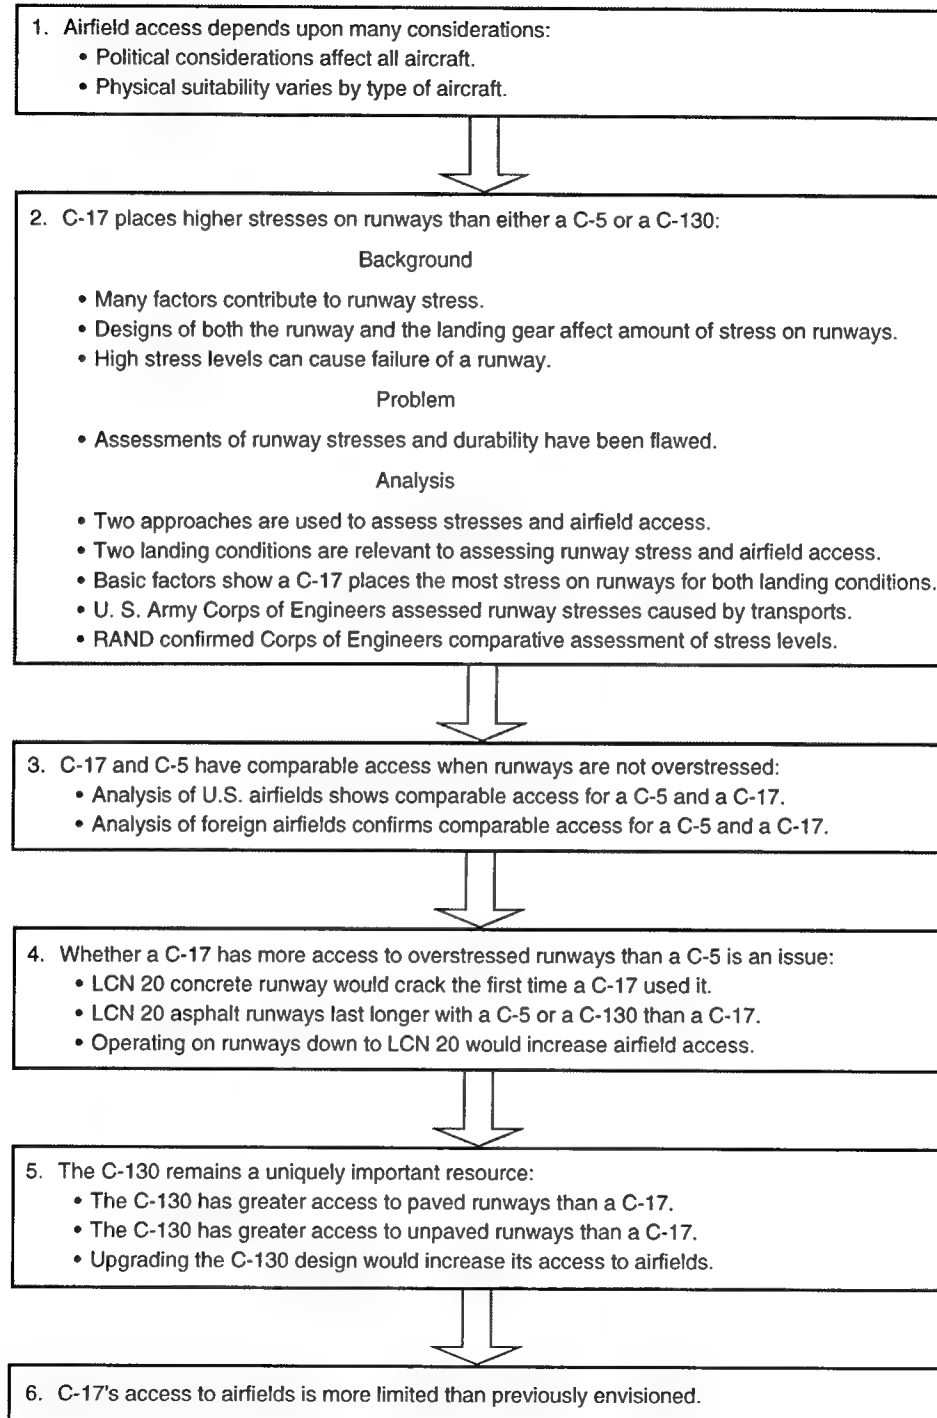 1. Airfield access depends upon many considerations:
• Political considerations affect all aircraft.
• Physical suitability varies by type of aircraft.
2. C-17 places higher stresses on runways than either a C-5 or a C-130:
Background
• Many factors contribute to runway stress.
• Designs of both the runway and the landing gear affect amount of stress on runways.
• High stress levels can cause failure of a runway.
Problem
• Assessments of runway stresses and durability have been flawed.
Analysis
• Two approaches are used to assess stresses and airfield access.
• Two landing conditions are relevant to assessing runway stress and airfield access.
• Basic factors show a C-17 places the most stress on runways for both landing conditions.
• U. S. Army Corps of Engineers assessed runway stresses caused by transports.
• RAND confirmed Corps of Engineers comparative assessment of stress levels.
3. C-17 and C-5 have comparable access when runways are not overstressed:
• Analysis of U.S. airfields shows comparable access for a C-5 and a C-17.
• Analysis of foreign airfields confirms comparable access for a C-5 and a C-17.
4. Whether a C-17 has more access to overstressed runways than a C-5 is an issue:
• LCN 20 concrete runway would crack the first time a C-17 used it.
• LCN 20 asphalt runways last longer with a C-5 or a C-130 than a C-17.
• Operating on runways down to LCN 20 would increase airfield access.
5. The C-130 remains a uniquely important resource:
• The C-130 has greater access to paved runways than a C-17.
• The C-130 has greater access to unpaved runways than a C-17.
• Upgrading the C-130 design would increase its access to airfields.
6. C-17's access to airfields is more limited than previously envisioned.